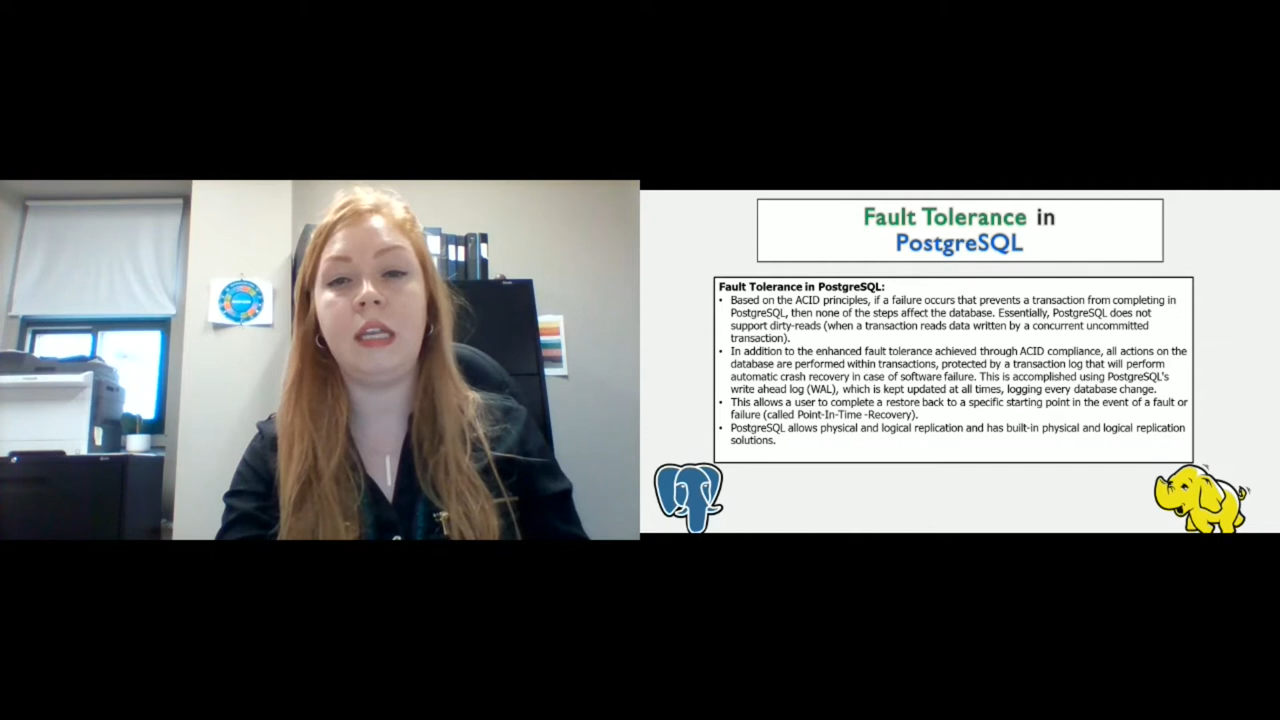 Fault Tolerance in
PostgreSQL
Fault Tolerance in PostgreSQL:
• Based on the ACID principles, if a failure occurs that prevents a transaction from completing in
PostgreSQL, then none of the steps affect the database. Essentially, PostgreSQL does not
support dirty-reads (when a transaction reads data written by a concurrent uncommitted
transaction).
• In addition to the enhanced fault tolerance achieved through ACID compliance, all actions on the
database are performed within transactions, protected by a transaction log that will perform
automatic crash recovery in case of software failure. This is accomplished using PostgreSQL's
write ahead log (WAL), which is kept updated at all times, logging every database change.
• This allows a user to complete a restore back to a specific starting point in the event of a fault or
failure (called Point-In-Time -Recovery).
• PostgreSQL allows physical and logical replication and has built-in physical and logical replication
solutions.